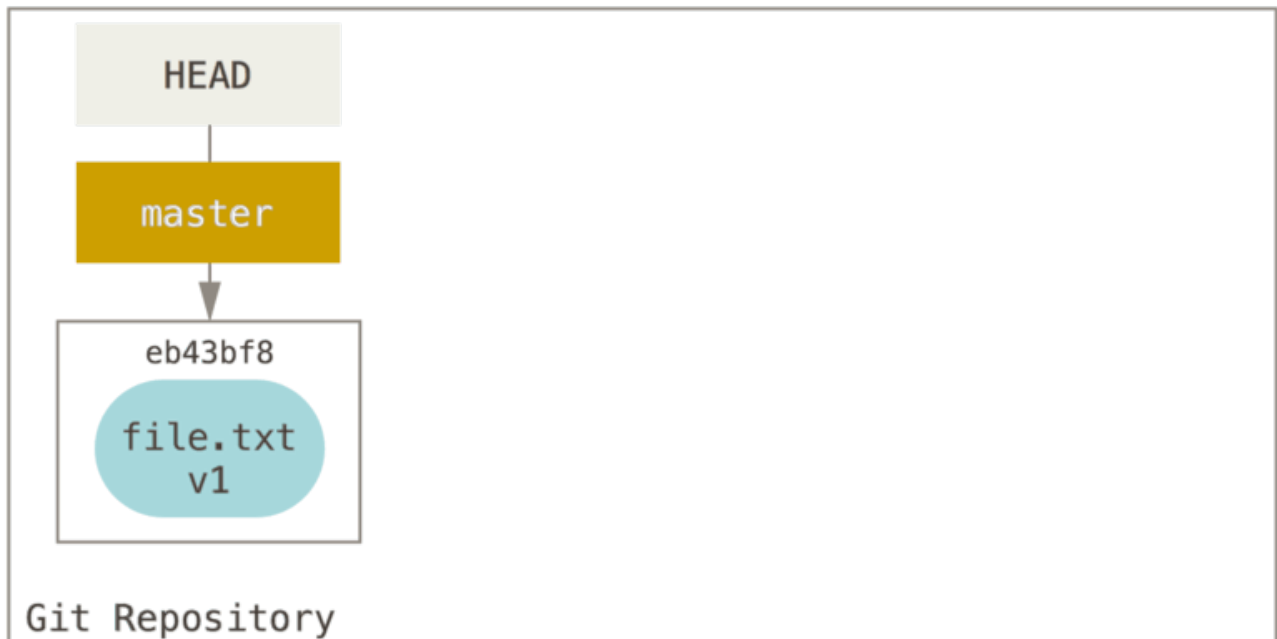 HEAD
master
eb43bf8
file.txt
v1
Git Repository